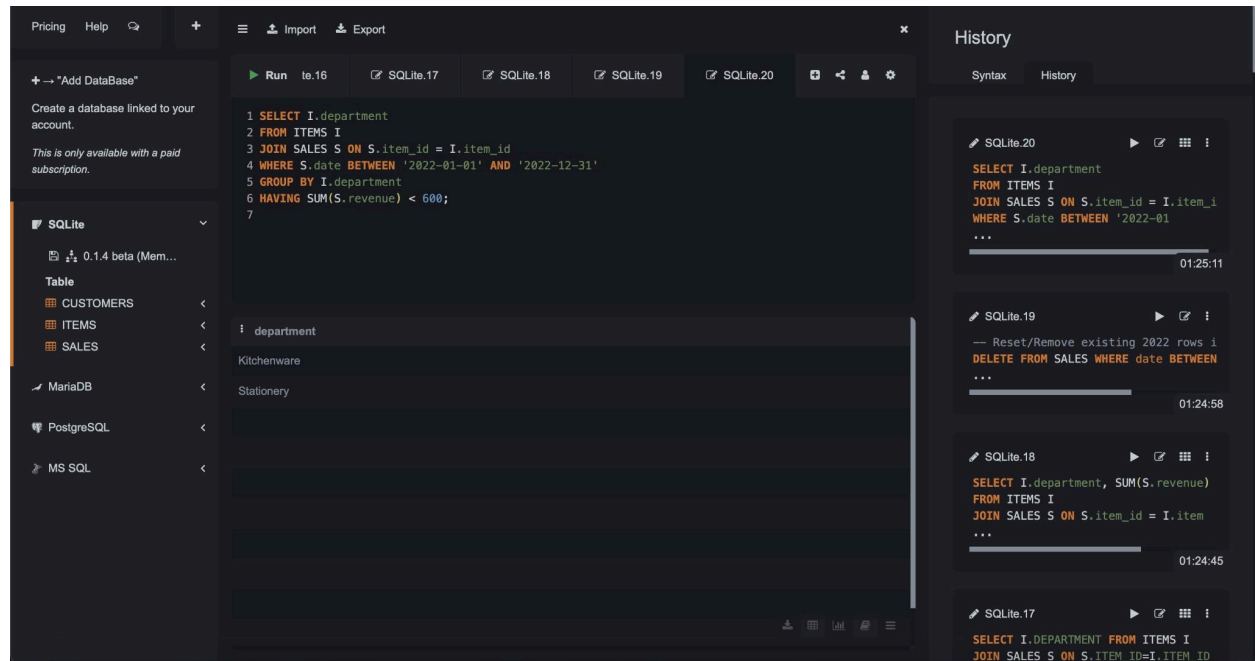 Pricing Help +
+ → "Add DataBase"
Create a database linked to your
account.
This is only available with a paid
subscription.
SQLite
0.1.4 beta (Mem...
Table
CUSTOMERS
ITEMS
SALES
MariaDB
PostgreSQL
MS SQL
Import Export
Run te.16 SQLite.17 SQLite.18 SQLite.19 SQLite.20
1 SELECT I.department
2 FROM ITEMS I
3 JOIN SALES S ON S.item_id = I.item_id
4 WHERE S.date BETWEEN '2022-01-01' AND '2022-12-31'
5 GROUP BY I.department
6 HAVING SUM(S.revenue) < 600;
7
department
Kitchenware
Stationery
History
Syntax History
SQLite.20
SELECT I.department
FROM ITEMS I
JOIN SALES S ON S.item_id = I.item_i
WHERE S.date BETWEEN '2022-01
...
01:25:11
SQLite.19
-- Reset/Remove existing 2022 rows i
DELETE FROM SALES WHERE date BETWEEN
...
01:24:58
SQLite.18
SELECT I.department, SUM(S.revenue)
FROM ITEMS I
JOIN SALES S ON S.item_id = I.item
...
01:24:45
SQLite.17
SELECT I.DEPARTMENT FROM ITEMS I
JOIN SALES S ON S.ITEM_ID=I.ITEM_ID